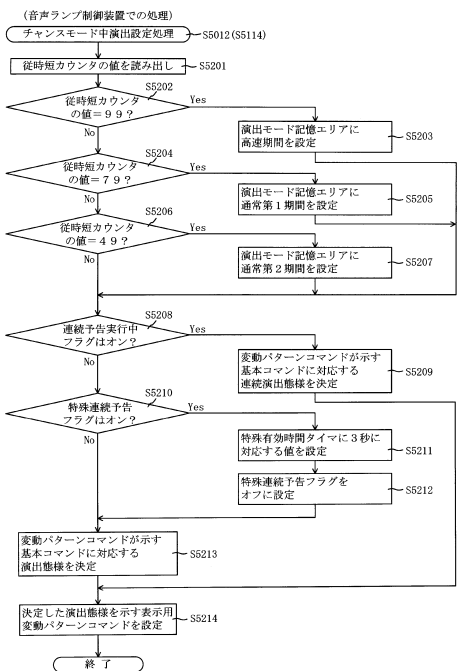 (音声ランプ制御装置での処理)
チャンスモード中演出設定処理
S5012(S5114)
従時短カウンタの値を読み出し
S5201
S5202
従時短カウンタ
の値=99?
Yes
No
演出モード記憶エリアに
高速期間を設定
S5203
S5204
従時短カウンタ
の値=79?
Yes
No
演出モード記憶エリアに
通常第1期間を設定
S5205
S5206
従時短カウンタ
の値=49?
Yes
No
演出モード記憶エリアに
通常第2期間を設定
S5207
S5208
連続予告実行中
フラグはオン?
Yes
No
変動パターンコマンドが示す
基本コマンドに対応する
連続演出態様を決定
S5209
S5210
特殊連続予告
フラグはオン?
Yes
No
特殊有効時間タイマに3秒に
対応する値を設定
S5211
特殊連続予告フラグを
オフに設定
S5212
変動パターンコマンドが示す
基本コマンドに対応する
演出態様を決定
S5213
決定した演出態様を示す表示用
変動パターンコマンドを設定
S5214
終了